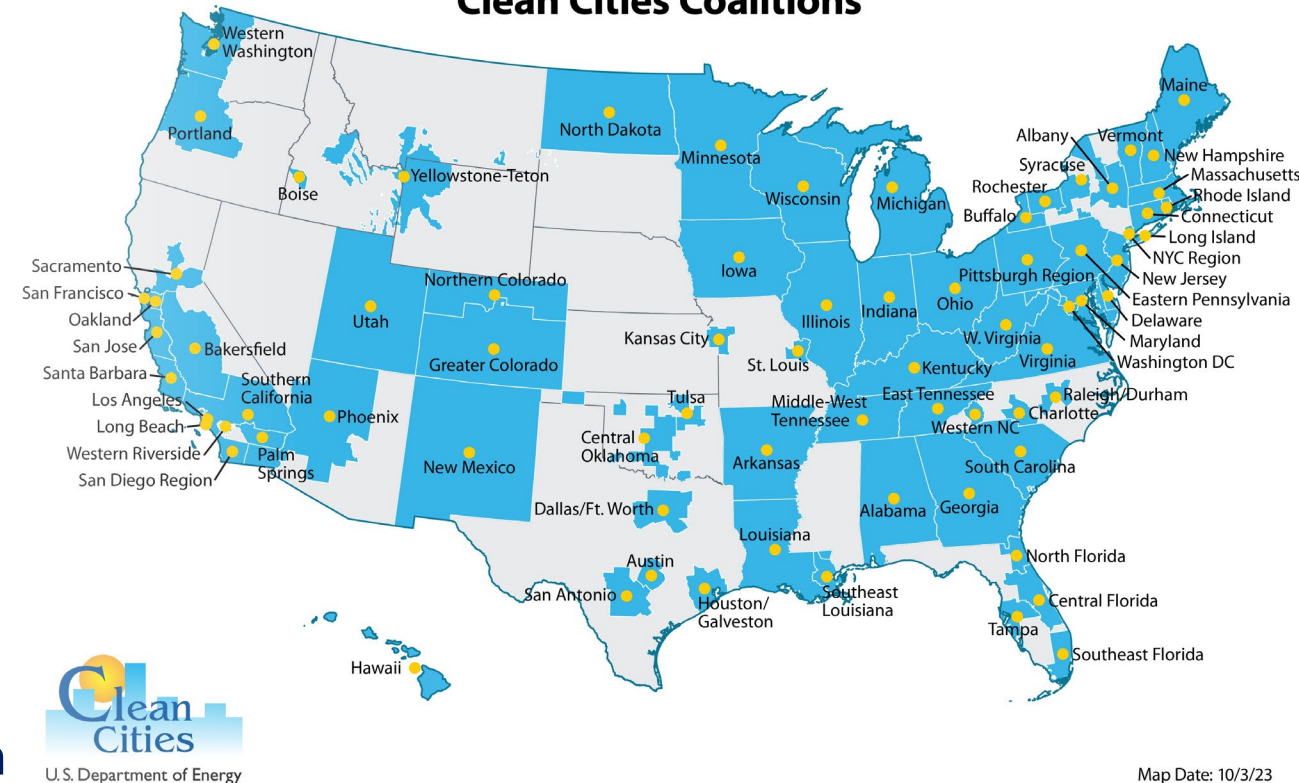 Clean Cities Coalitions
Western
Washington
Portland
Boise
Yellowstone-Teton
North Dakota
Minnesota
Wisconsin
Michigan
Maine
Albany
Vermont
Syracuse
New Hampshire
Massachusetts
Rochester
Rhode Island
Buffalo
Connecticut
Long Island
NYC Region
New Jersey
Eastern Pennsylvania
Delaware
Maryland
Washington DC
Pittsburgh Region
Sacramento
San Francisco
Oakland
San Jose
Bakersfield
Santa Barbara
Southern
California
Los Angeles
Long Beach
Western Riverside
San Diego Region
Palm
Springs
Utah
Phoenix
Northern Colorado
Greater Colorado
New Mexico
Iowa
Illinois
Indiana
Ohio
W. Virginia
Virginia
Kansas City
St. Louis
Kentucky
Tulsa
Central
Oklahoma
Middle-West
Tennessee
East Tennessee
Raleigh/Durham
Charlotte
Western NC
Arkansas
South Carolina
Dallas/Ft. Worth
Alabama
Georgia
Louisiana
Austin
San Antonio
Houston/
Galveston
Southeast
Louisiana
North Florida
Central Florida
Tampa
Southeast Florida
Hawaii
Clean
Cities
U.S. Department of Energy
Map Date: 10/3/23